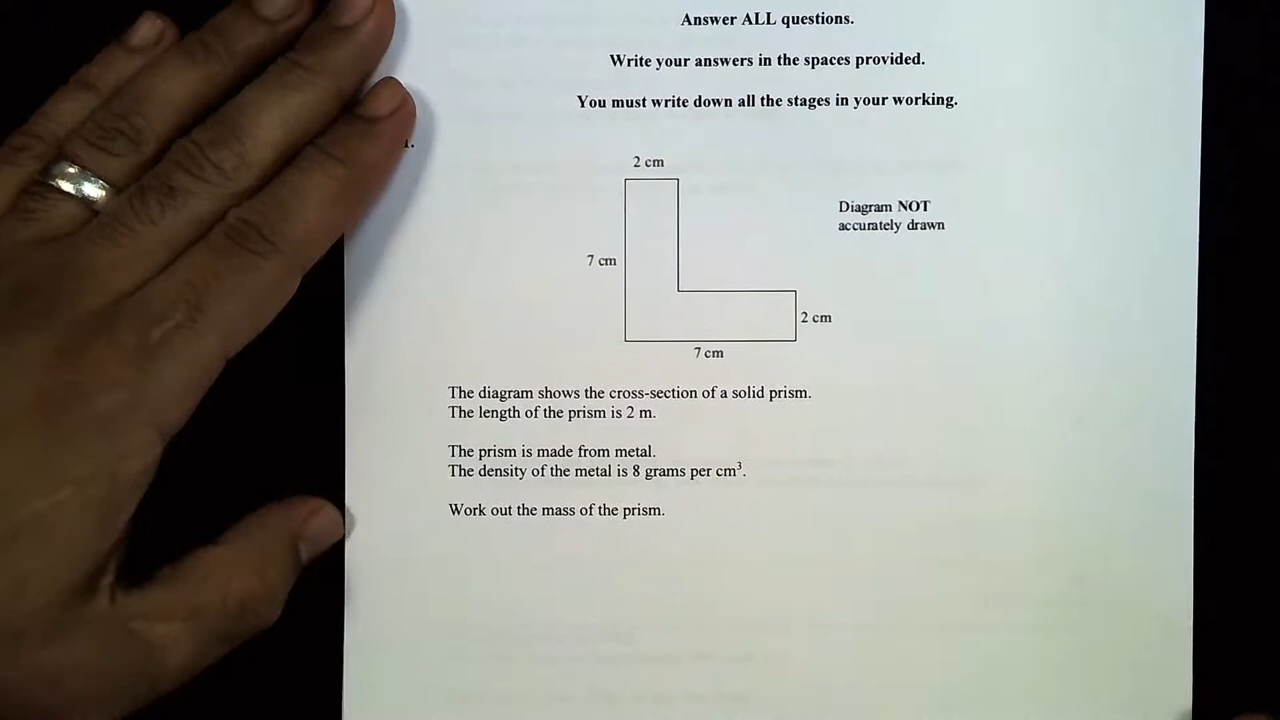 Answer ALL questions.
Write your answers in the spaces provided.
You must write down all the stages in your working.
2 cm
Diagram NOT
accurately drawn
7 cm
2 cm
7 cm
The diagram shows the cross-section of a solid prism.
The length of the prism is 2 m.
The prism is made from metal.
The density of the metal is 8 grams per cm³.
Work out the mass of the prism.